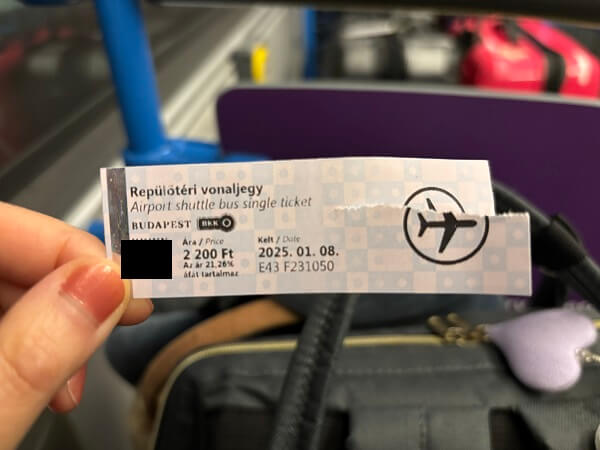 Repülőtéri vonaljegy
Airport shuttle bus single ticket
BUDAPEST BKK
Ára / Price
2 200 Ft
Az ár 21,26%
áfát tartalmaz
Kelt / Date
2025. 01. 08.
E43 F231050